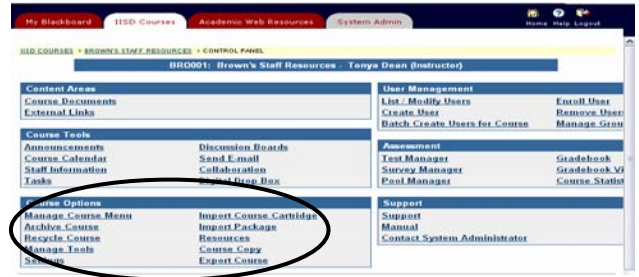 My Blackboard IISD Courses Academic Web Resources System Admin
Home Help Logout
IISD COURSES > BROWN'S STAFF RESOURCES > CONTROL PANEL
BRO001: Brown's Staff Resources - Tonya Dean (Instructor)
Content Areas
Course Documents
External Links
Course Tools
Announcements Discussion Boards
Course Calendar Send E-mail
Staff Information Collaboration
Tasks Digital Drop Box
Course Options
Manage Course Menu Import Course Cartridge
Archive Course Import Package
Recycle Course Resources
Manage Tools Course Copy
Settings Export Course
User Management
List / Modify Users Enroll User
Create User Remove User
Batch Create Users for Course Manage Grou
Assessment
Test Manager Gradebook
Survey Manager Gradebook Vi
Pool Manager Course Statist
Support
Support
Manual
Contact System Administrator